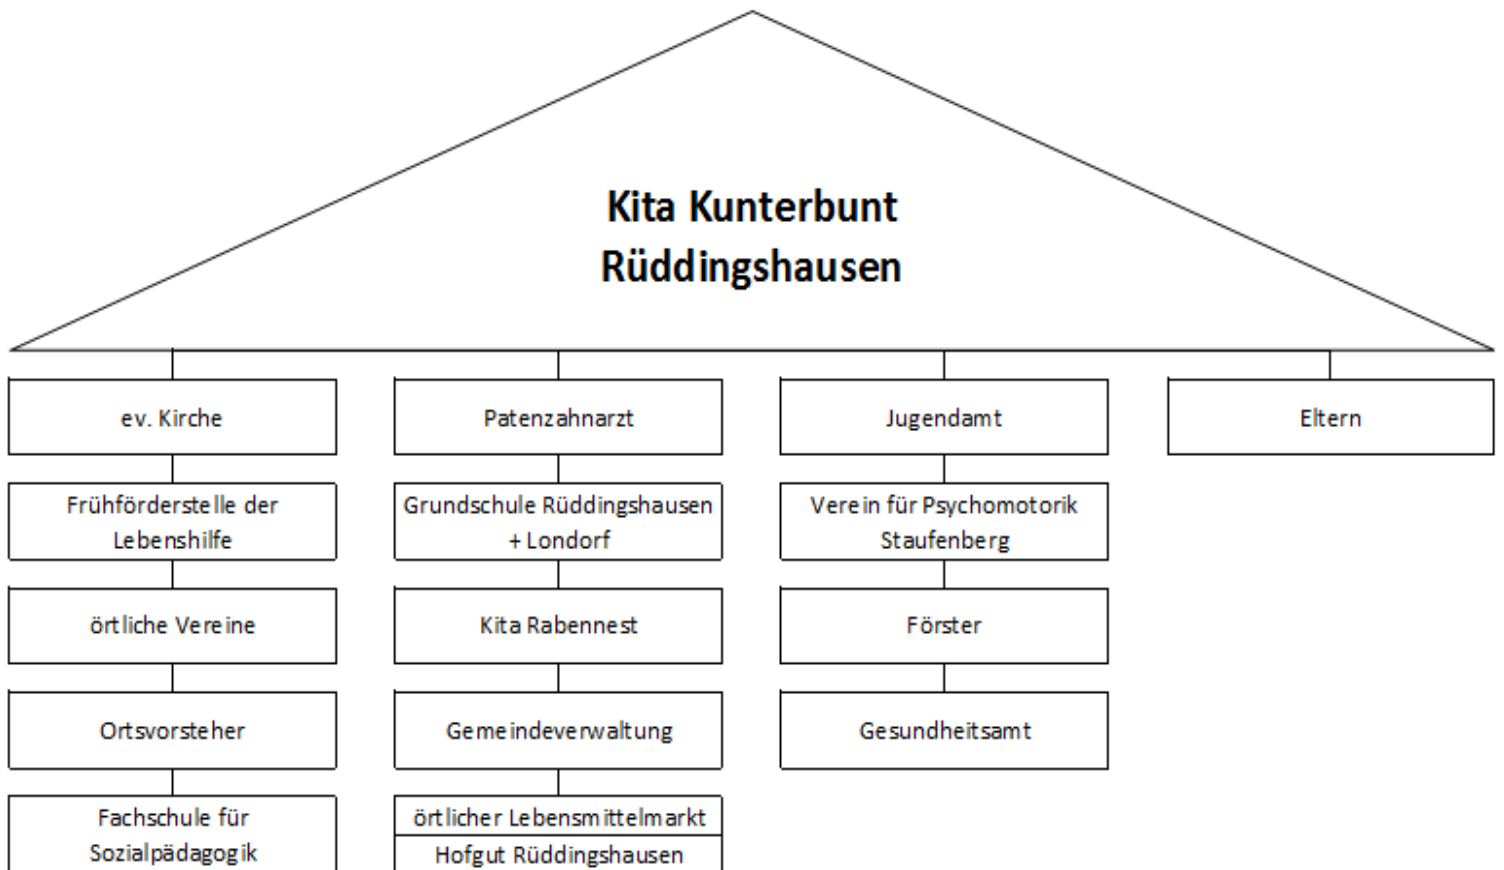 Kita Kunterbunt
Rüddingshausen
ev. Kirche
Patenzahnarzt
Jugendamt
Eltern
Frühförderstelle der
Lebenshilfe
Grundschule Rüddingshausen
+ Londorf
Verein für Psychomotorik
Staufenberg
örtliche Vereine
Kita Rabennest
Förster
Ortsvorsteher
Gemeindeverwaltung
Gesundheitsamt
Fachschule für
Sozialpädagogik
örtlicher Lebensmittelmarkt
Hofgut Rüddingshausen